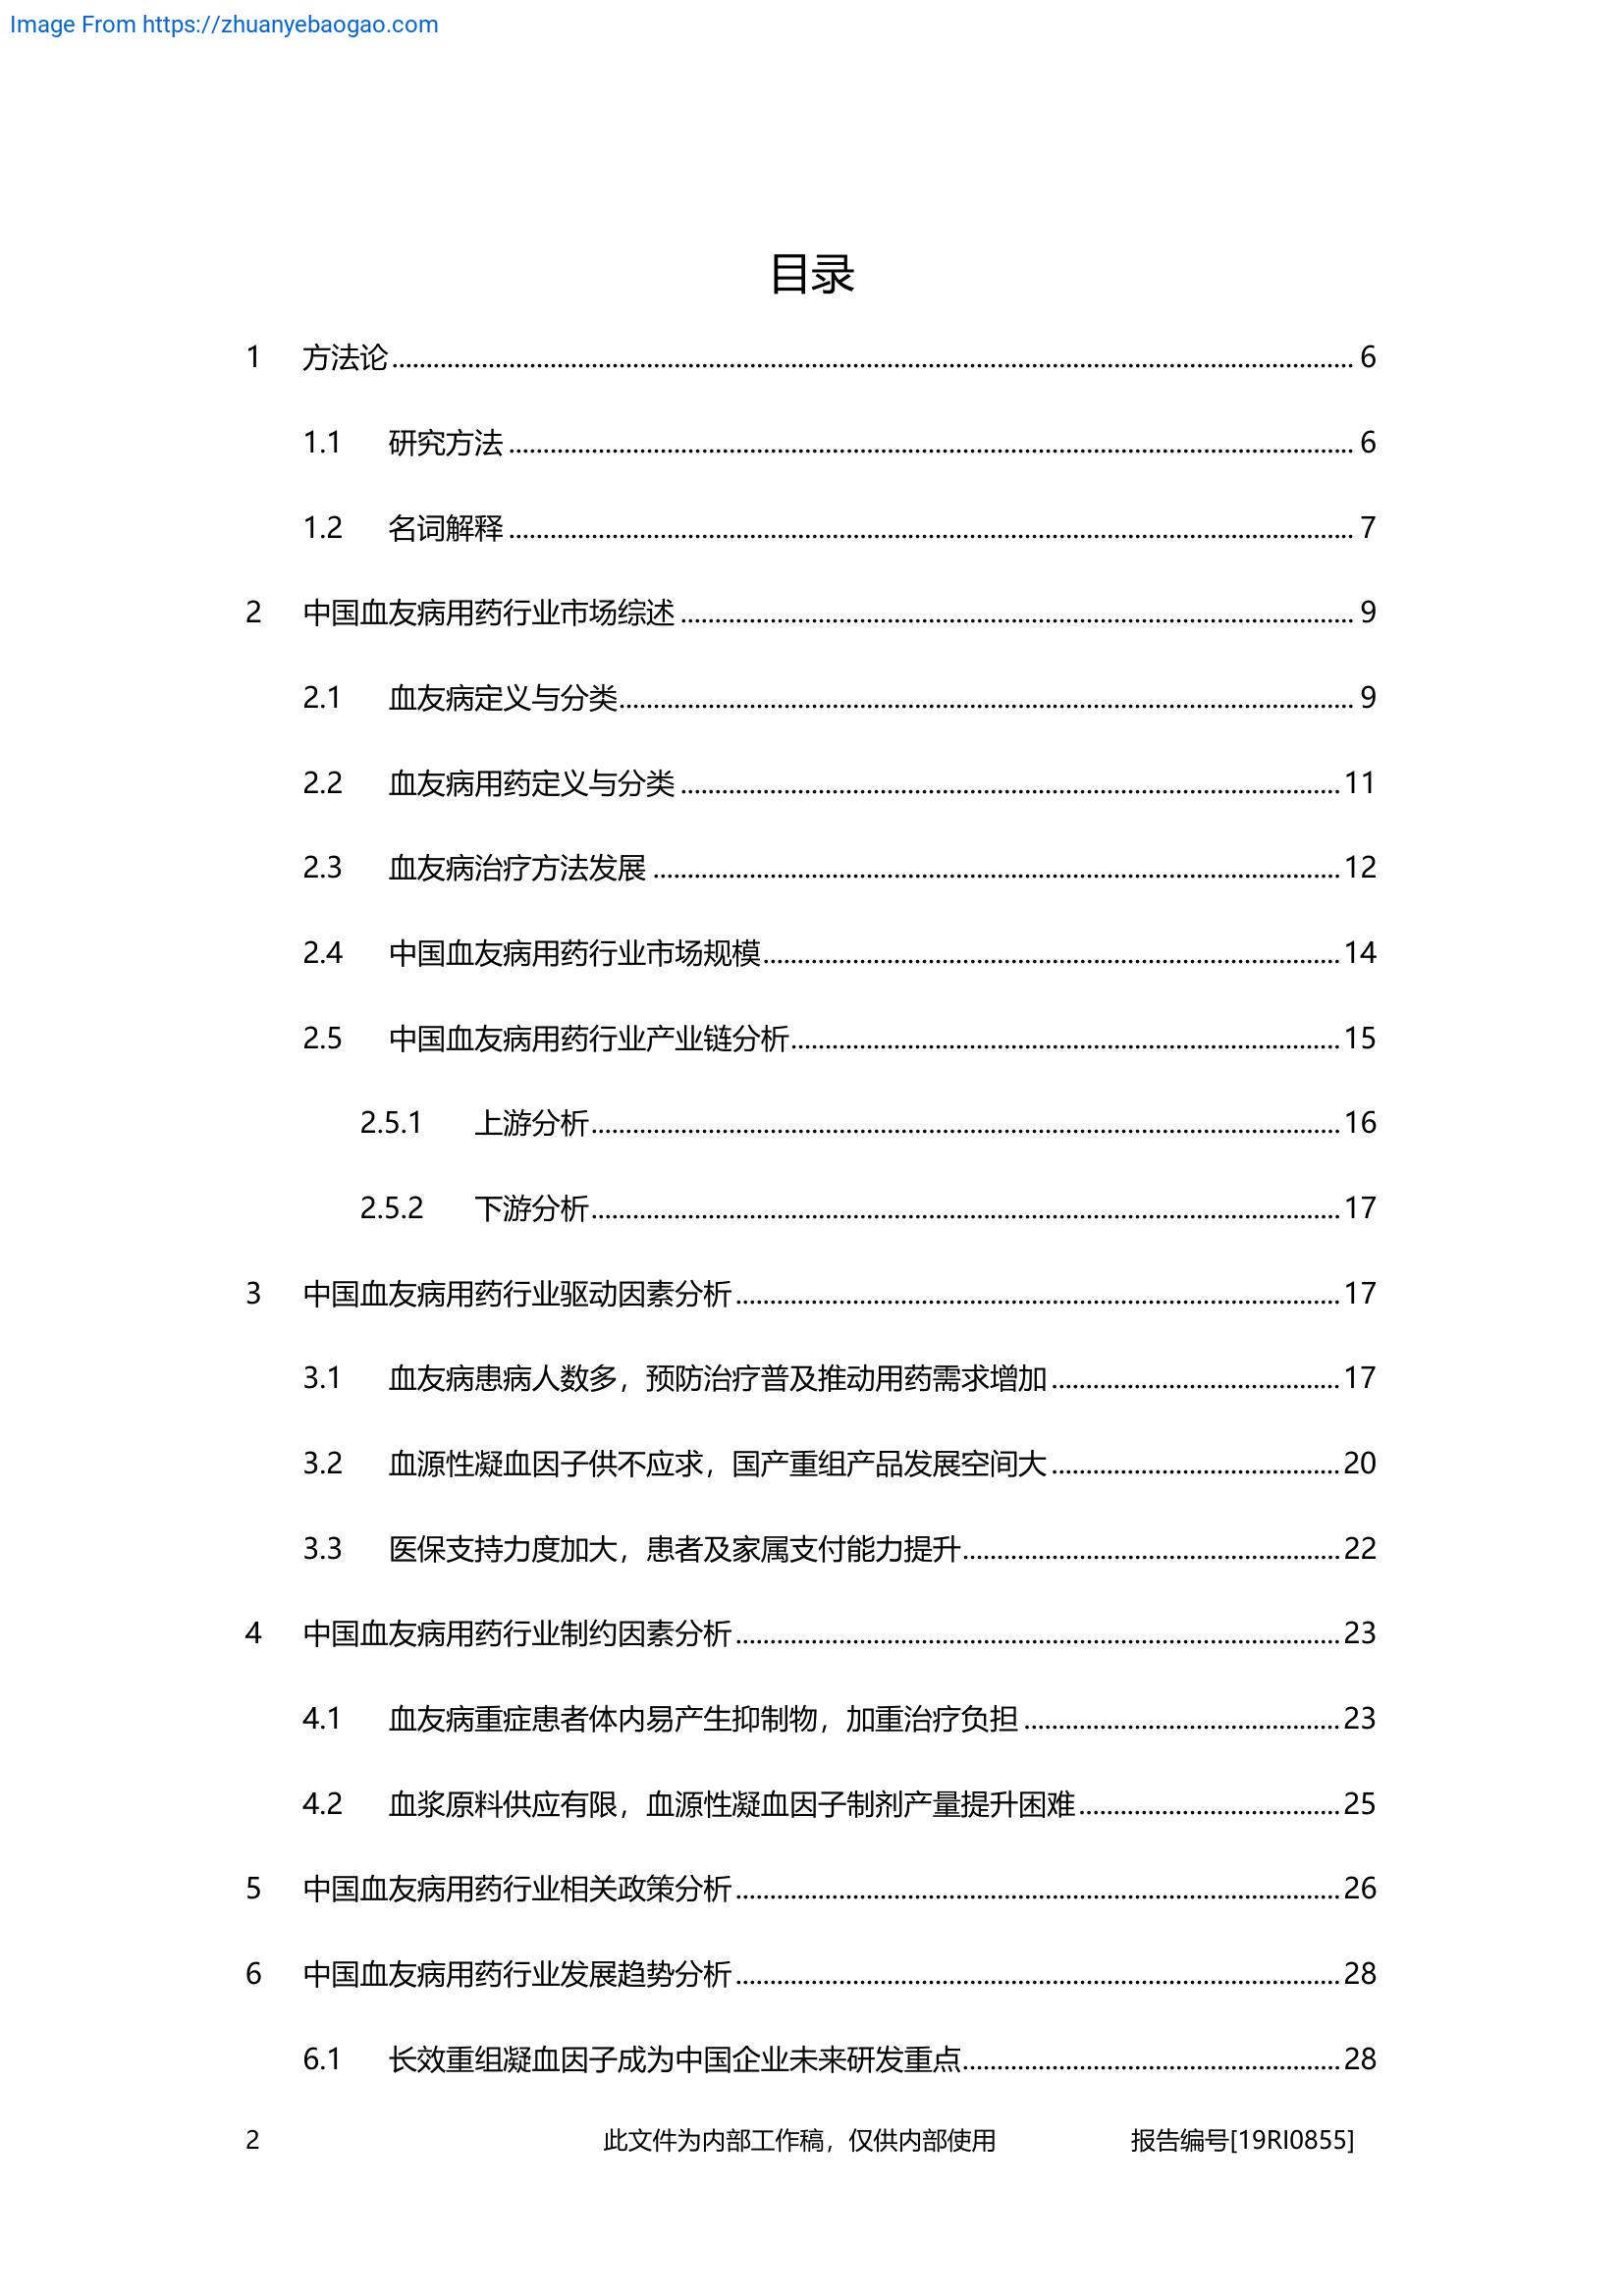 Image From https://zhuanyebaogao.com
目录
1 方法论 6
1.1 研究方法 6
1.2 名词解释 7
2 中国血友病用药行业市场综述 9
2.1 血友病定义与分类 9
2.2 血友病用药定义与分类 11
2.3 血友病治疗方法发展 12
2.4 中国血友病用药行业市场规模 14
2.5 中国血友病用药行业产业链分析 15
2.5.1 上游分析 16
2.5.2 下游分析 17
3 中国血友病用药行业驱动因素分析 17
3.1 血友病患病人数多，预防治疗普及推动用药需求增加 17
3.2 血源性凝血因子供不应求，国产重组产品发展空间大 20
3.3 医保支持力度加大，患者及家属支付能力提升 22
4 中国血友病用药行业制约因素分析 23
4.1 血友病重症患者体内易产生抑制物，加重治疗负担 23
4.2 血浆原料供应有限，血源性凝血因子制剂产量提升困难 25
5 中国血友病用药行业相关政策分析 26
6 中国血友病用药行业发展趋势分析 28
6.1 长效重组凝血因子成为中国企业未来研发重点 28
2 此文件为内部工作稿，仅供内部使用 报告编号[19RI0855]